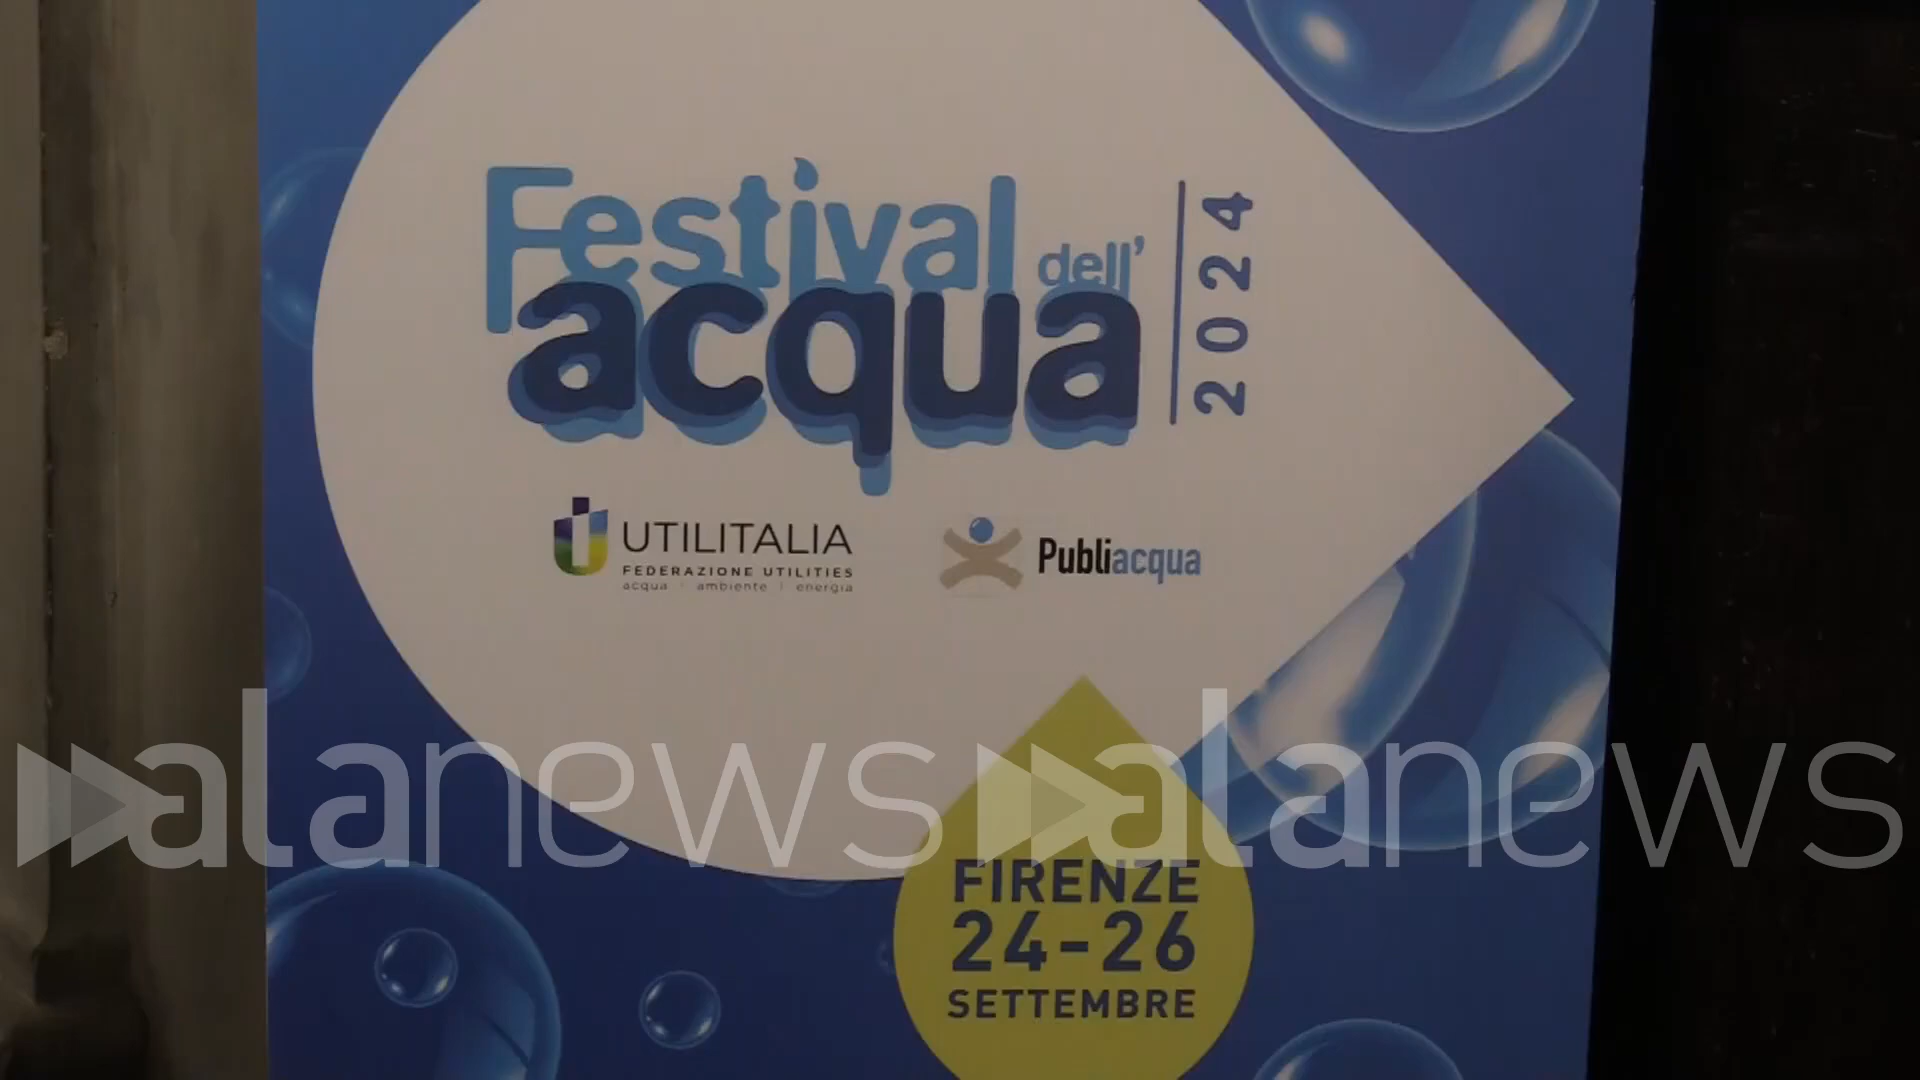 Festival dell'
acqua
2024
UTILITALIA
FEDERAZIONE UTILITIES
acqua | ambiente | energia
Publiacqua
alanews alanews
FIRENZE
24-26
SETTEMBRE